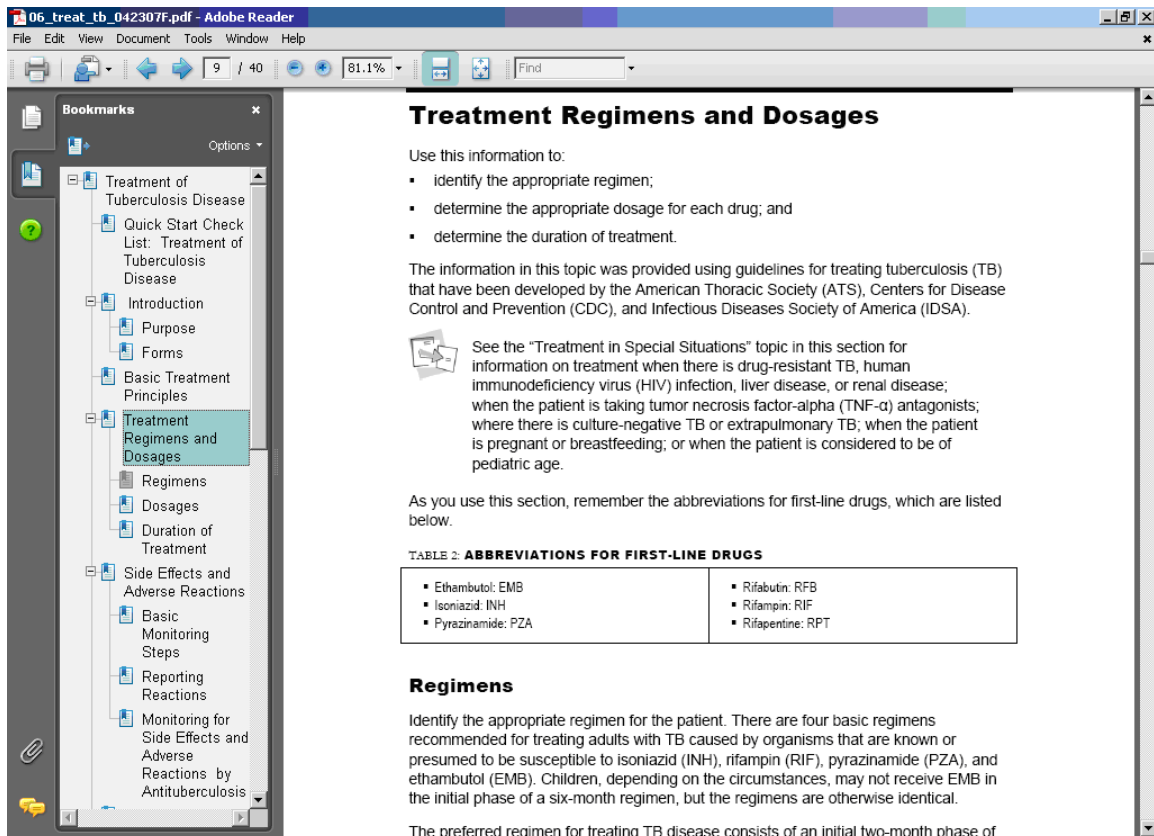 06_treat_tb_042307F.pdf - Adobe Reader
File Edit View Document Tools Window Help
9 / 40 81.1% Find
Bookmarks
Options
Treatment of
Tuberculosis Disease
Quick Start Check
List: Treatment of
Tuberculosis
Disease
Introduction
Purpose
Forms
Basic Treatment
Principles
Treatment
Regimens and
Dosages
Regimens
Dosages
Duration of
Treatment
Side Effects and
Adverse Reactions
Basic
Monitoring
Steps
Reporting
Reactions
Monitoring for
Side Effects and
Adverse
Reactions by
Antituberculosis
Treatment Regimens and Dosages
Use this information to:
▪ identify the appropriate regimen;
▪ determine the appropriate dosage for each drug; and
▪ determine the duration of treatment.
The information in this topic was provided using guidelines for treating tuberculosis (TB)
that have been developed by the American Thoracic Society (ATS), Centers for Disease
Control and Prevention (CDC), and Infectious Diseases Society of America (IDSA).
See the “Treatment in Special Situations” topic in this section for
information on treatment when there is drug-resistant TB, human
immunodeficiency virus (HIV) infection, liver disease, or renal disease;
when the patient is taking tumor necrosis factor-alpha (TNF-α) antagonists;
where there is culture-negative TB or extrapulmonary TB; when the patient
is pregnant or breastfeeding; or when the patient is considered to be of
pediatric age.
As you use this section, remember the abbreviations for first-line drugs, which are listed
below.
TABLE 2: ABBREVIATIONS FOR FIRST-LINE DRUGS
▪ Ethambutol: EMB
▪ Isoniazid: INH
▪ Pyrazinamide: PZA
▪ Rifabutin: RFB
▪ Rifampin: RIF
▪ Rifapentine: RPT
Regimens
Identify the appropriate regimen for the patient. There are four basic regimens
recommended for treating adults with TB caused by organisms that are known or
presumed to be susceptible to isoniazid (INH), rifampin (RIF), pyrazinamide (PZA), and
ethambutol (EMB). Children, depending on the circumstances, may not receive EMB in
the initial phase of a six-month regimen, but the regimens are otherwise identical.
The preferred regimen for treating TB disease consists of an initial two-month phase of